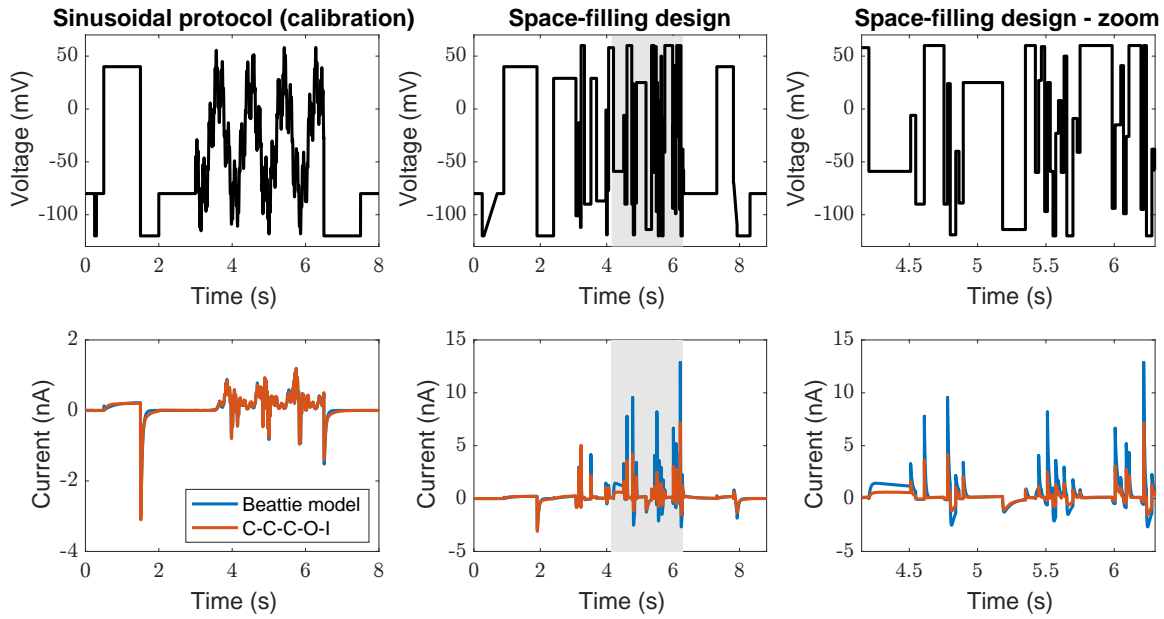 Sinusoidal protocol (calibration)
Voltage (mV)
50
0
-50
-100
0 2 4 6 8
Time (s)
Space-filling design
Voltage (mV)
50
0
-50
-100
0 2 4 6 8
Time (s)
Space-filling design - zoom
Voltage (mV)
50
0
-50
-100
4.5 5 5.5 6
Time (s)
Current (nA)
2
0
-2
-4
Beattie model
C-C-C-O-I
0 2 4 6 8
Time (s)
Current (nA)
15
10
5
0
-5
0 2 4 6 8
Time (s)
Current (nA)
15
10
5
0
-5
4.5 5 5.5 6
Time (s)